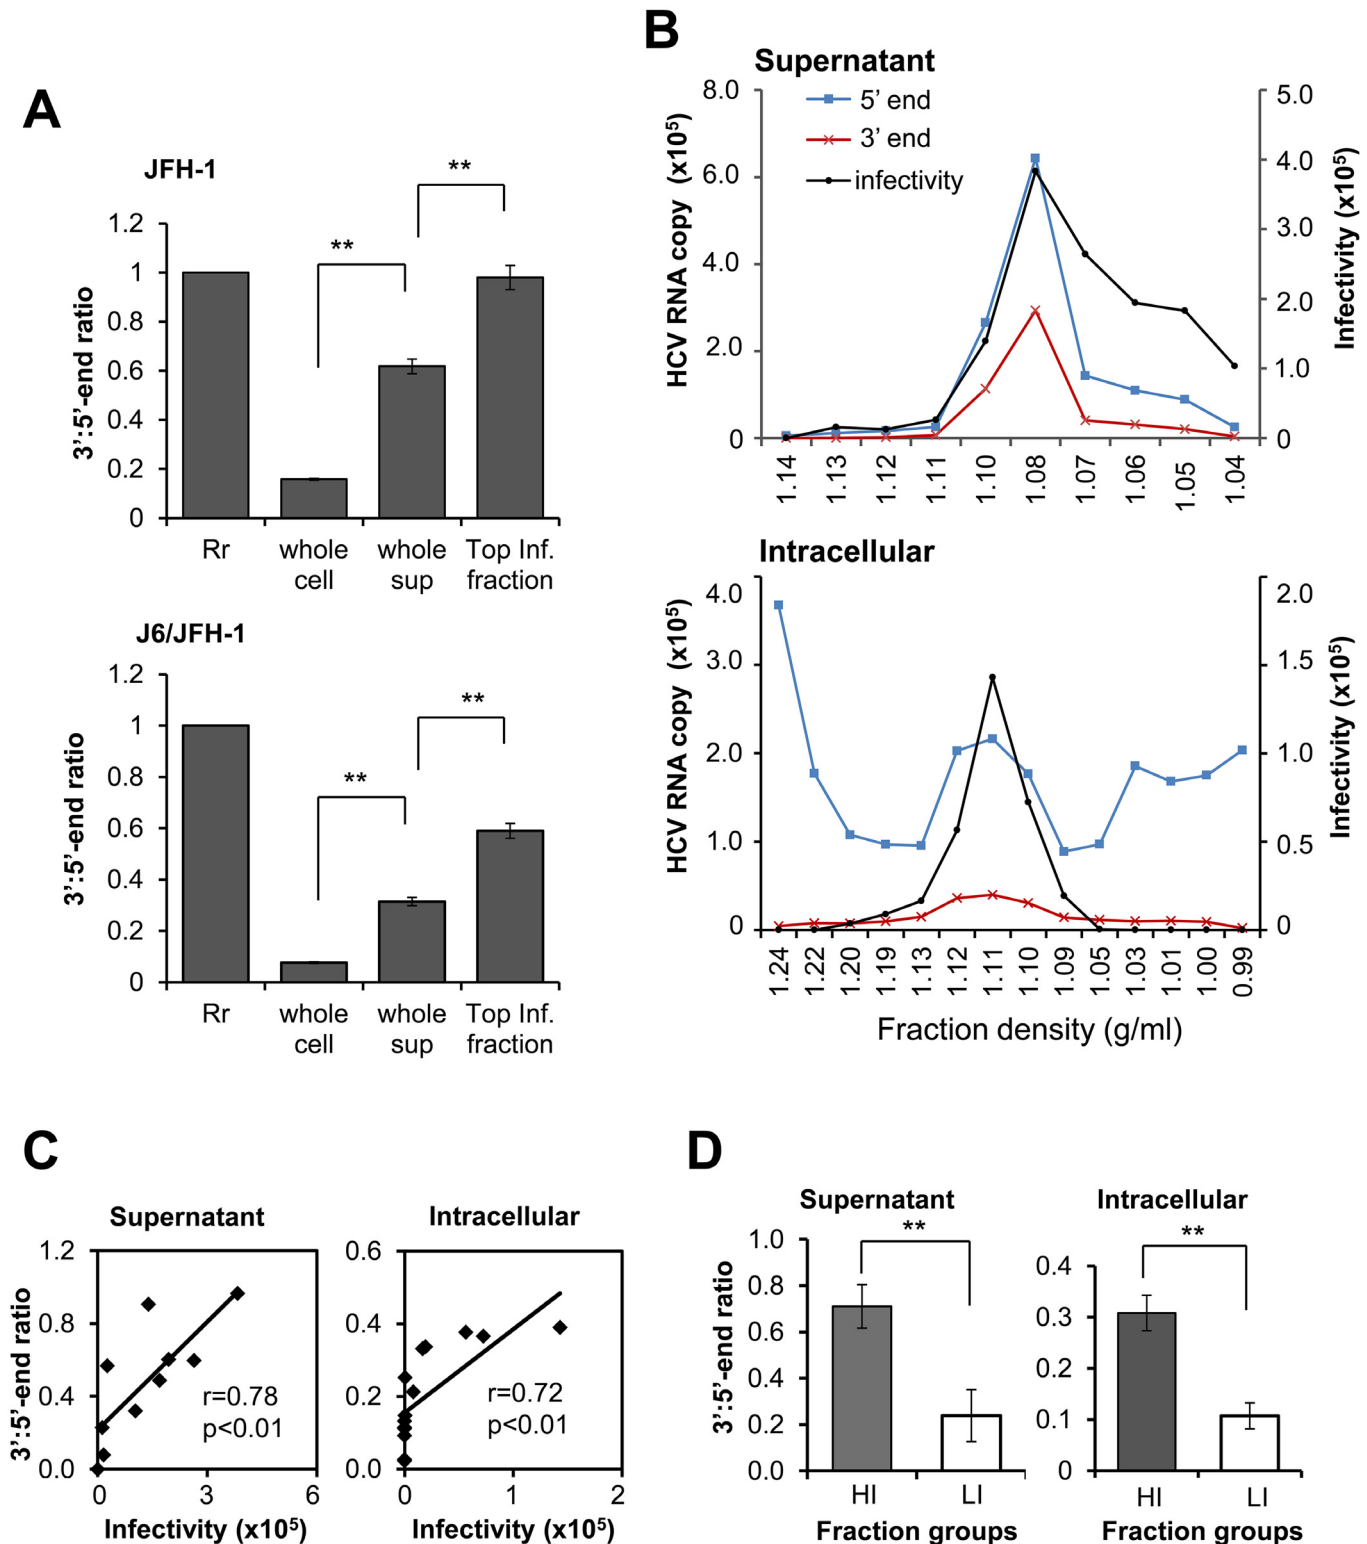 A
JFH-1
**
**
3’:5’-end ratio
1.2
1
0.8
0.6
0.4
0.2
0
Rr
whole
cell
whole
sup
Top Inf.
fraction
J6/JFH-1
**
**
3’:5’-end ratio
1.2
1
0.8
0.6
0.4
0.2
0
Rr
whole
cell
whole
sup
Top Inf.
fraction
B
Supernatant
5’ end
3’ end
infectivity
HCV RNA copy (x10⁵)
8.0
6.0
4.0
2.0
0
5.0
4.0
3.0
2.0
1.0
0
Infectivity (x10⁵)
1.14
1.13
1.12
1.11
1.10
1.08
1.07
1.06
1.05
1.04
Intracellular
HCV RNA copy (x10⁵)
4.0
3.0
2.0
1.0
0
2.0
1.5
1.0
0.5
0
Infectivity (x10⁵)
1.24
1.22
1.20
1.19
1.13
1.12
1.11
1.10
1.09
1.05
1.03
1.01
1.00
0.99
Fraction density (g/ml)
C
Supernatant
3’:5’-end ratio
1.2
0.8
0.4
0.0
r=0.78
p<0.01
0 3 6
Infectivity (x10⁵)
Intracellular
0.6
0.4
0.2
0.0
r=0.72
p<0.01
0 1 2
Infectivity (x10⁵)
D
Supernatant
**
3’:5’-end ratio
1.0
0.8
0.6
0.4
0.2
0.0
HI LI
Fraction groups
Intracellular
**
0.4
0.3
0.2
0.1
0
HI LI
Fraction groups